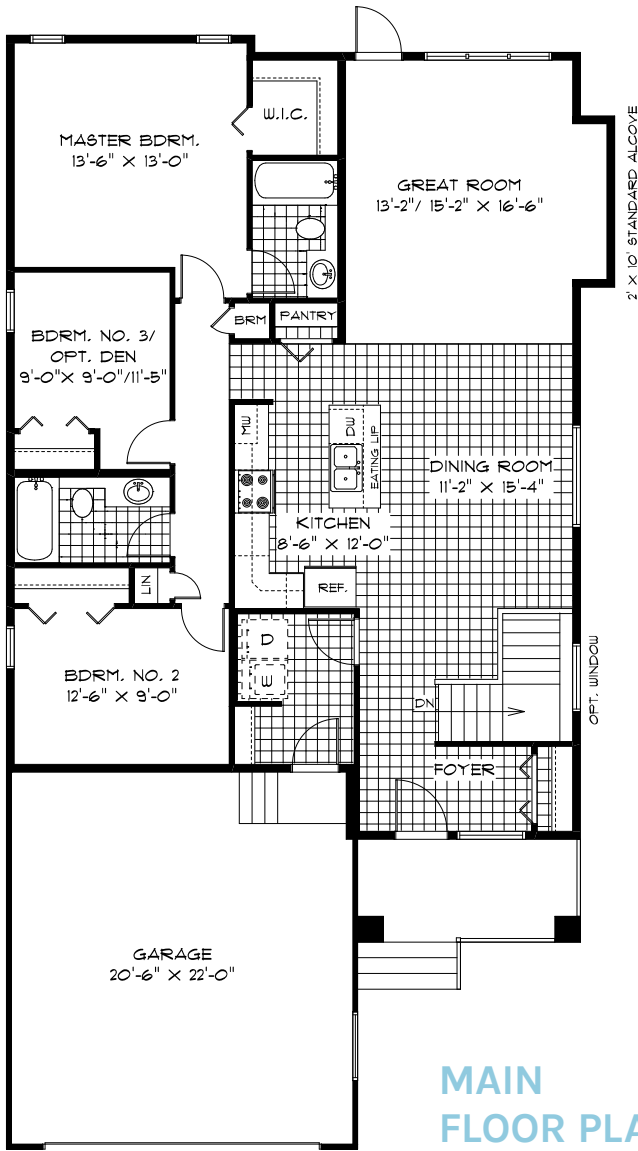 W.I.C.
MASTER BDRM.
13'-6" X 13'-0"
GREAT ROOM
13'-2"/ 15'-2" X 16'-6"
2' X 10' STANDARD ALCOVE
BRM
PANTRY
BDRM. NO. 3/
OPT. DEN
9'-0"X 9'-0"/11'-5"
MW
DW
EATING LIP
DINING ROOM
11'-2" X 15'-4"
KITCHEN
8'-6" X 12'-0"
REF.
LIN
D
W
BDRM. NO. 2
12'-6" X 9'-0"
OPT. WINDOW
DN
FOYER
GARAGE
20'-6" X 22'-0"
MAIN
FLOOR PLA